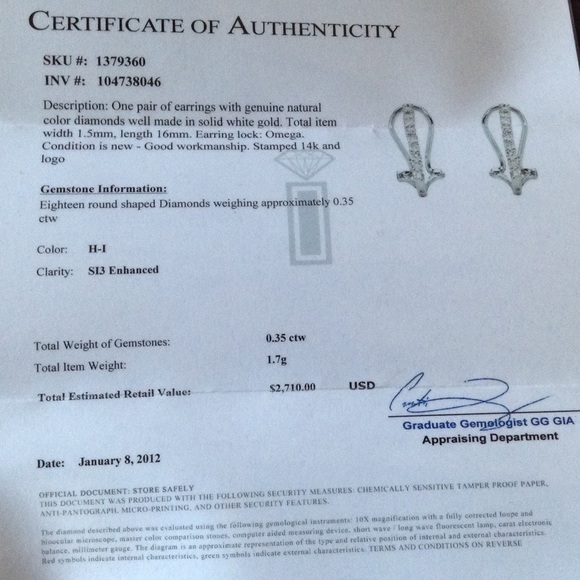 CERTIFICATE OF AUTHENTICITY
SKU #: 1379360
INV #: 104738046
Description: One pair of earrings with genuine natural
color diamonds well made in solid white gold. Total item
width 1.5mm, length 16mm. Earring lock: Omega.
Condition is new - Good workmanship. Stamped 14k and
logo
Gemstone Information:
Eighteen round shaped Diamonds weighing approximately 0.35
ctw
Color: H-I
Clarity: SI3 Enhanced
Total Weight of Gemstones: 0.35 ctw
Total Item Weight: 1.7g
Total Estimated Retail Value: $2,710.00 USD
Graduate Gemologist GG GIA
Appraising Department
Date: January 8, 2012
OFFICIAL DOCUMENT: STORE SAFELY
THIS DOCUMENT WAS PRODUCED WITH THE FOLLOWING SECURITY MEASURES: CHEMICALLY SENSITIVE TAMPER PROOF PAPER,
ANTI-PANTOGRAPH, MICRO-PRINTING, AND OTHER SECURITY FEATURES.
The diamond described above was evaluated using the following gemological instruments: 10X magnification with a fully corrected loupe and
binocular microscope, master color comparison stones, computer aided measuring device, short wave / long wave fluorescent lamp, carat electronic
balance, millimeter gauge. The diagram is an approximate representation of the type and relative position of internal and external characteristics.
Red symbols indicate internal characteristics, green symbols indicate external characteristics. TERMS AND CONDITIONS ON REVERSE